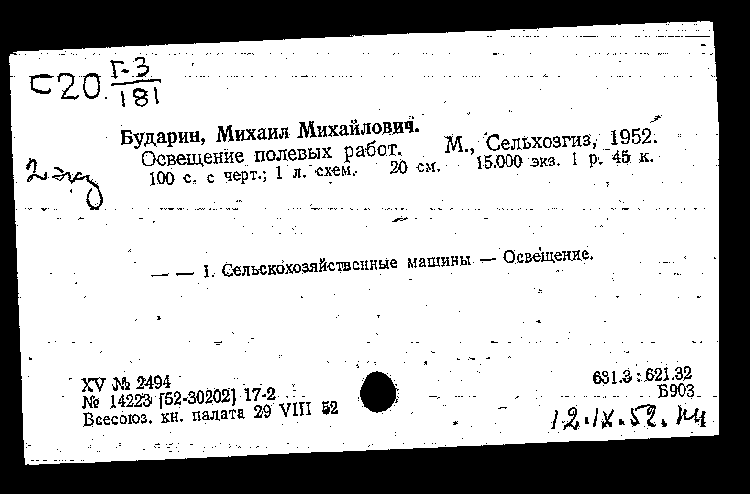 С20 Г-3
181
Бударин, Михаил Михайлович.
Освещение полевых работ. М., Сельхозгиз, 1952.
100 с. с черт.; 1 л. схем. 20 см. 15.000 экз. 1 р. 45 к.
2 экз
— — 1. Сельскохозяйственные машины — Освещение.
XV № 2494
№ 14223 [52-30202] 17-2
Всесоюз. кн. палата 29 VIII 52
631.3 : 621.32
Б903
12.IX.52.